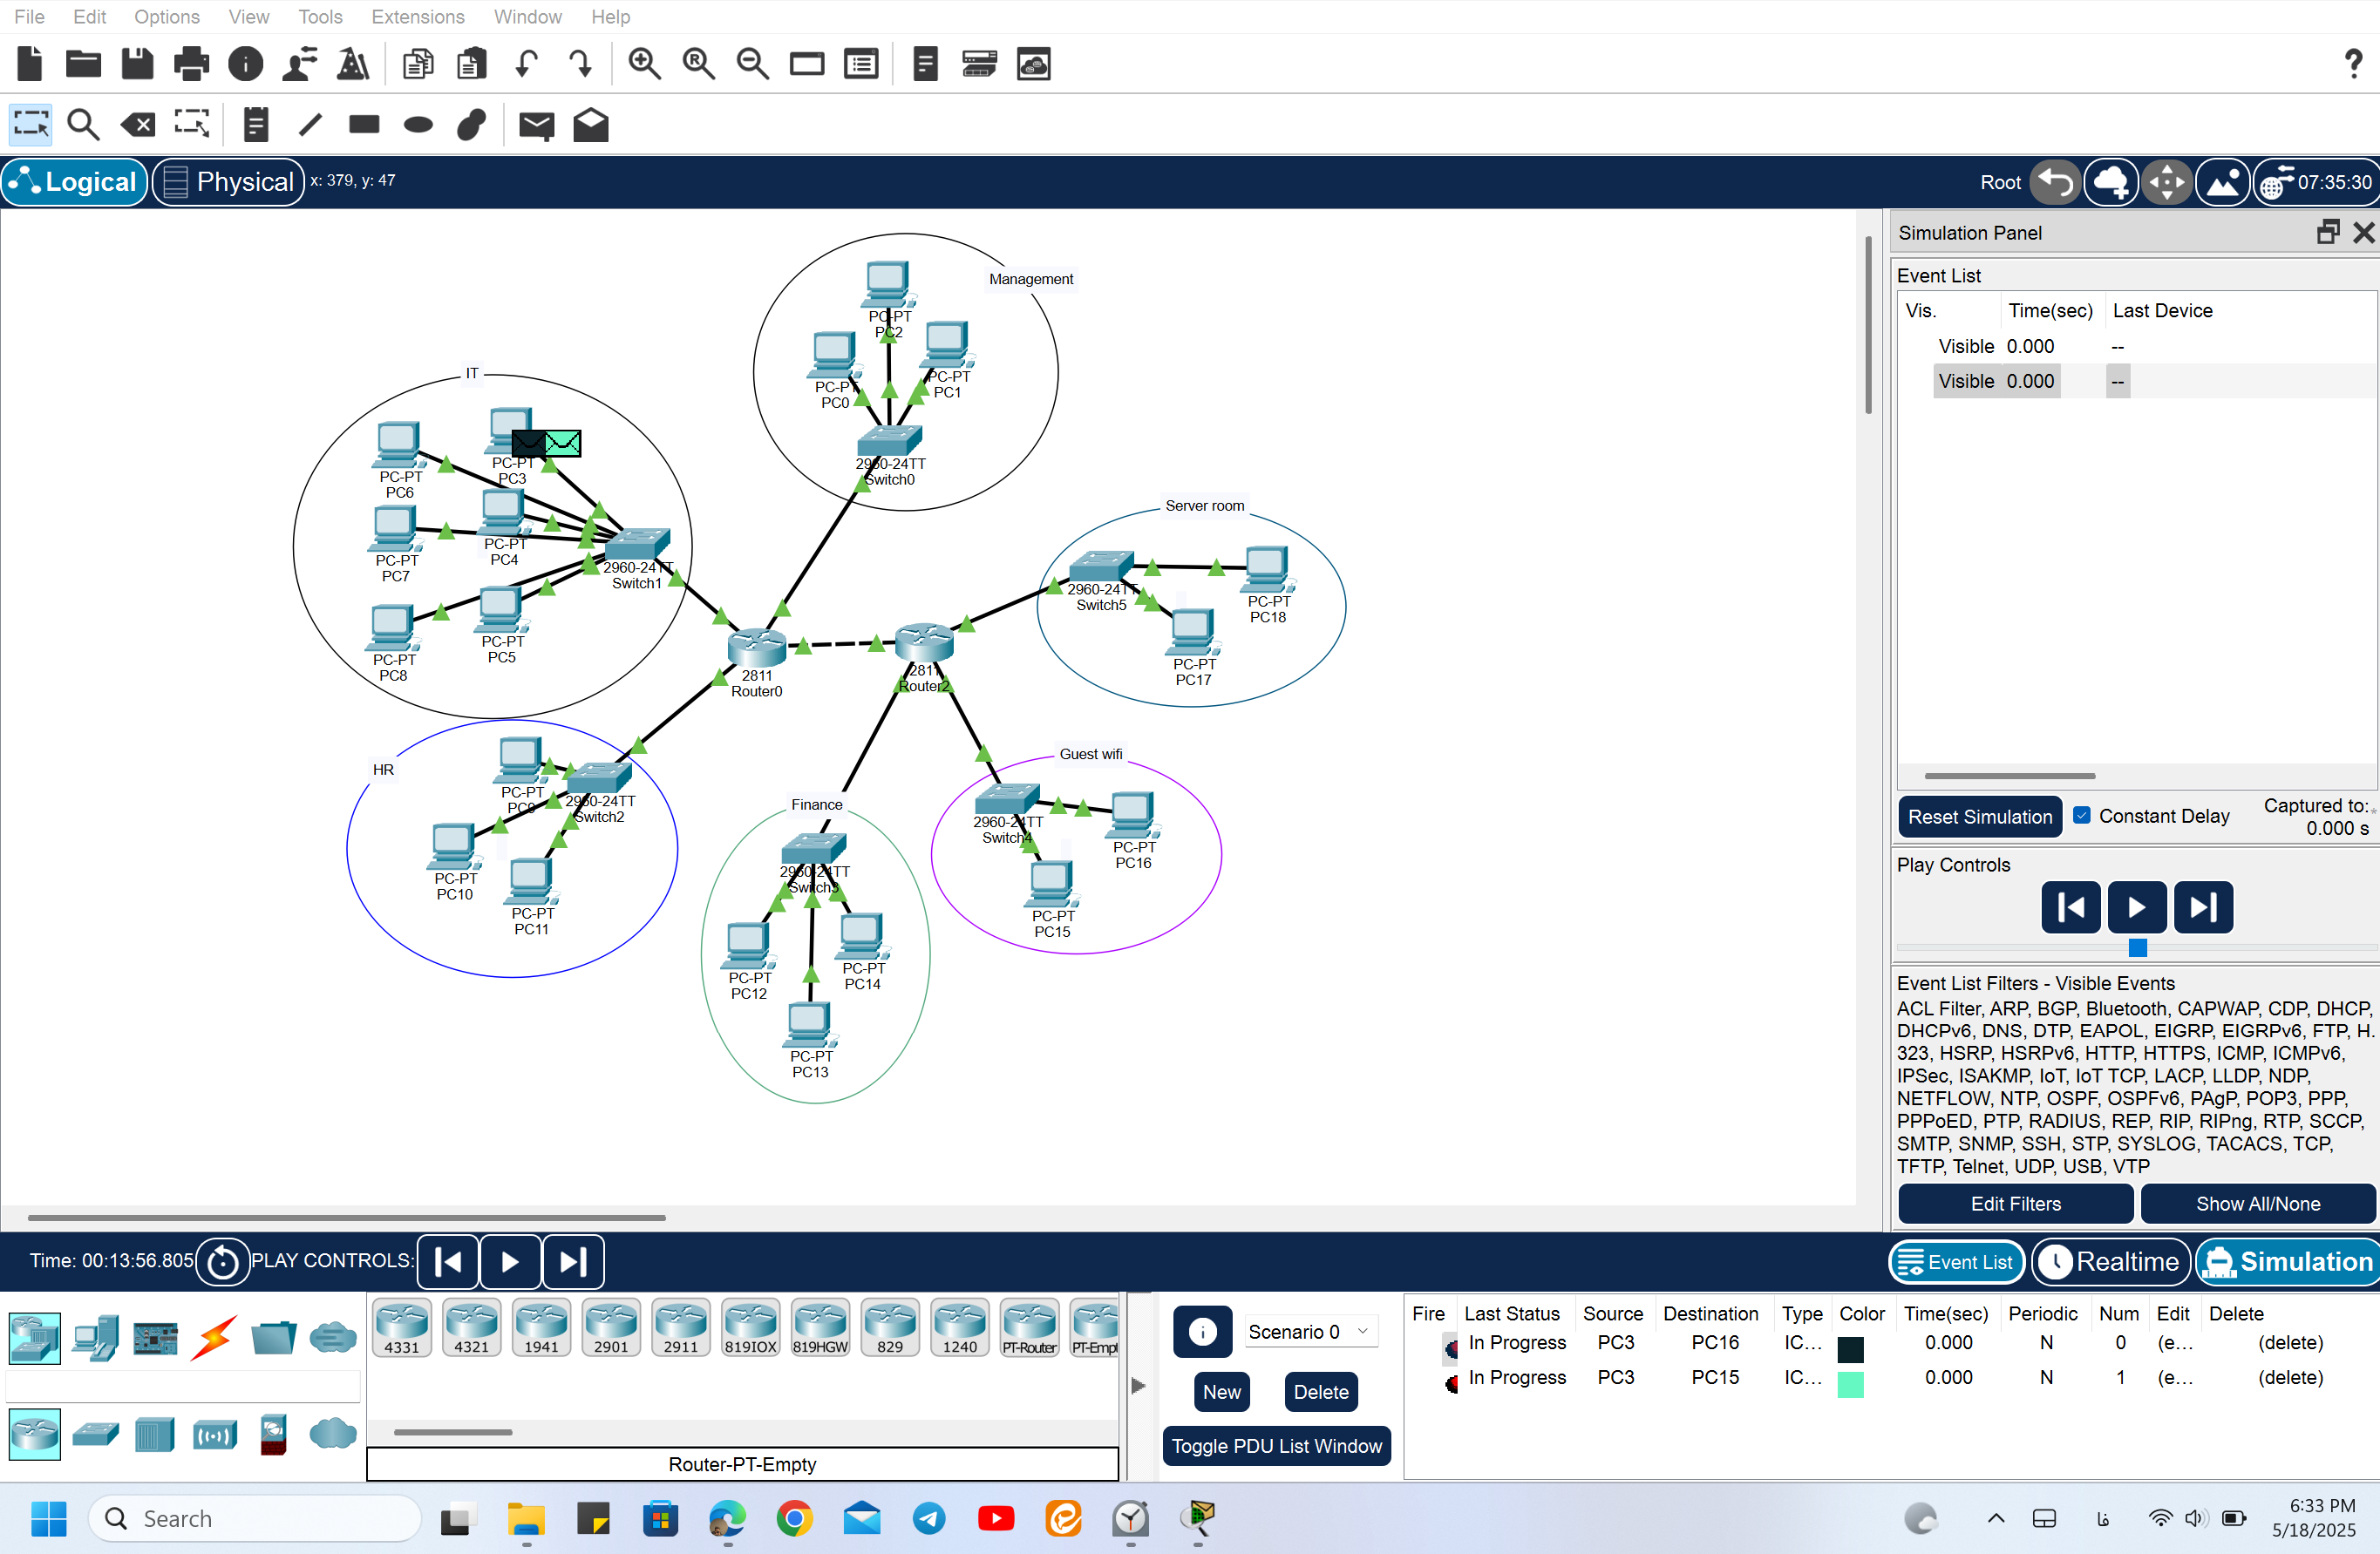 File Edit Options View Tools Extensions Window Help
Logical Physical x: 379, y: 47 Root 07:35:30
Simulation Panel
Event List
Vis. Time(sec) Last Device
Visible 0.000 --
Visible 0.000 --
Management
PC-PT
PC2
PC-PT
PC0
PC-PT
PC1
2960-24TT
Switch0
IT
PC-PT
PC6
PC-PT
PC3
PC-PT
PC7
PC-PT
PC4
2960-24TT
Switch1
PC-PT
PC8
PC-PT
PC5
Server room
2960-24TT
Switch5
PC-PT
PC18
PC-PT
PC17
2811
Router0
2811
Router2
HR
PC-PT
PC9
2960-24TT
Switch2
PC-PT
PC10
PC-PT
PC11
Finance
2960-24TT
Switch3
PC-PT
PC12
PC-PT
PC14
PC-PT
PC13
Guest wifi
2960-24TT
Switch4
PC-PT
PC16
PC-PT
PC15
Reset Simulation Constant Delay Captured to:*
0.000 s
Play Controls
Event List Filters - Visible Events
ACL Filter, ARP, BGP, Bluetooth, CAPWAP, CDP, DHCP,
DHCPv6, DNS, DTP, EAPOL, EIGRP, EIGRPv6, FTP, H.
323, HSRP, HSRPv6, HTTP, HTTPS, ICMP, ICMPv6,
IPSec, ISAKMP, IoT, IoT TCP, LACP, LLDP, NDP,
NETFLOW, NTP, OSPF, OSPFv6, PAgP, POP3, PPP,
PPPoED, PTP, RADIUS, REP, RIP, RIPng, RTP, SCCP,
SMTP, SNMP, SSH, STP, SYSLOG, TACACS, TCP,
TFTP, Telnet, UDP, USB, VTP
Edit Filters Show All/None
Time: 00:13:56.805 PLAY CONTROLS: Event List Realtime Simulation
4331 4321 1941 2901 2911 819IOX 819HGW 829 1240 PT-Router PT-Empt
Router-PT-Empty
Scenario 0
New Delete
Toggle PDU List Window
Fire Last Status Source Destination Type Color Time(sec) Periodic Num Edit Delete
In Progress PC3 PC16 IC... 0.000 N 0 (e... (delete)
In Progress PC3 PC15 IC... 0.000 N 1 (e... (delete)
Search
فا
6:33 PM
5/18/2025